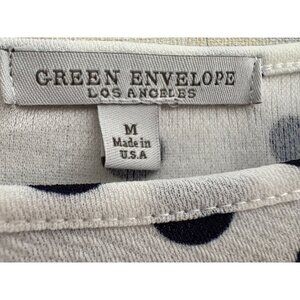 GREEN ENVELOPE
LOS ANGELES
M
Made in
U.S.A